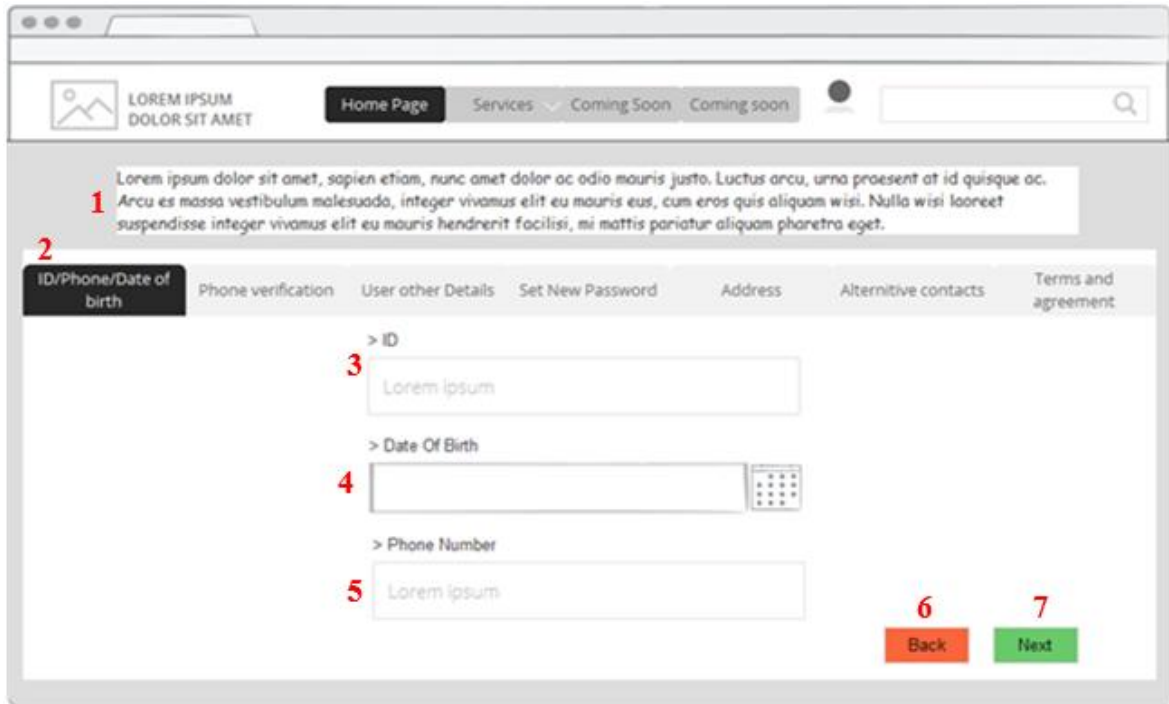 LOREM IPSUM
DOLOR SIT AMET
Home Page Services Coming Soon Coming soon
1
Lorem ipsum dolor sit amet, sapien etiam, nunc amet dolor ac odio mauris justo. Luctus arcu, urna praesent at id quisque ac.
Arcu es massa vestibulum malesuada, integer vivamus elit eu mauris eus, cum eros quis aliquam wisi. Nulla wisi laoreet
suspendisse integer vivamus elit eu mauris hendrerit facilisi, mi mattis pariatur aliquam pharetra eget.
2
ID/Phone/Date of
birth
Phone verification
User other Details
Set New Password
Address
Alternitive contacts
Terms and
agreement
> ID
3
Lorem ipsum
> Date Of Birth
4
> Phone Number
5
Lorem ipsum
6 7
Back Next